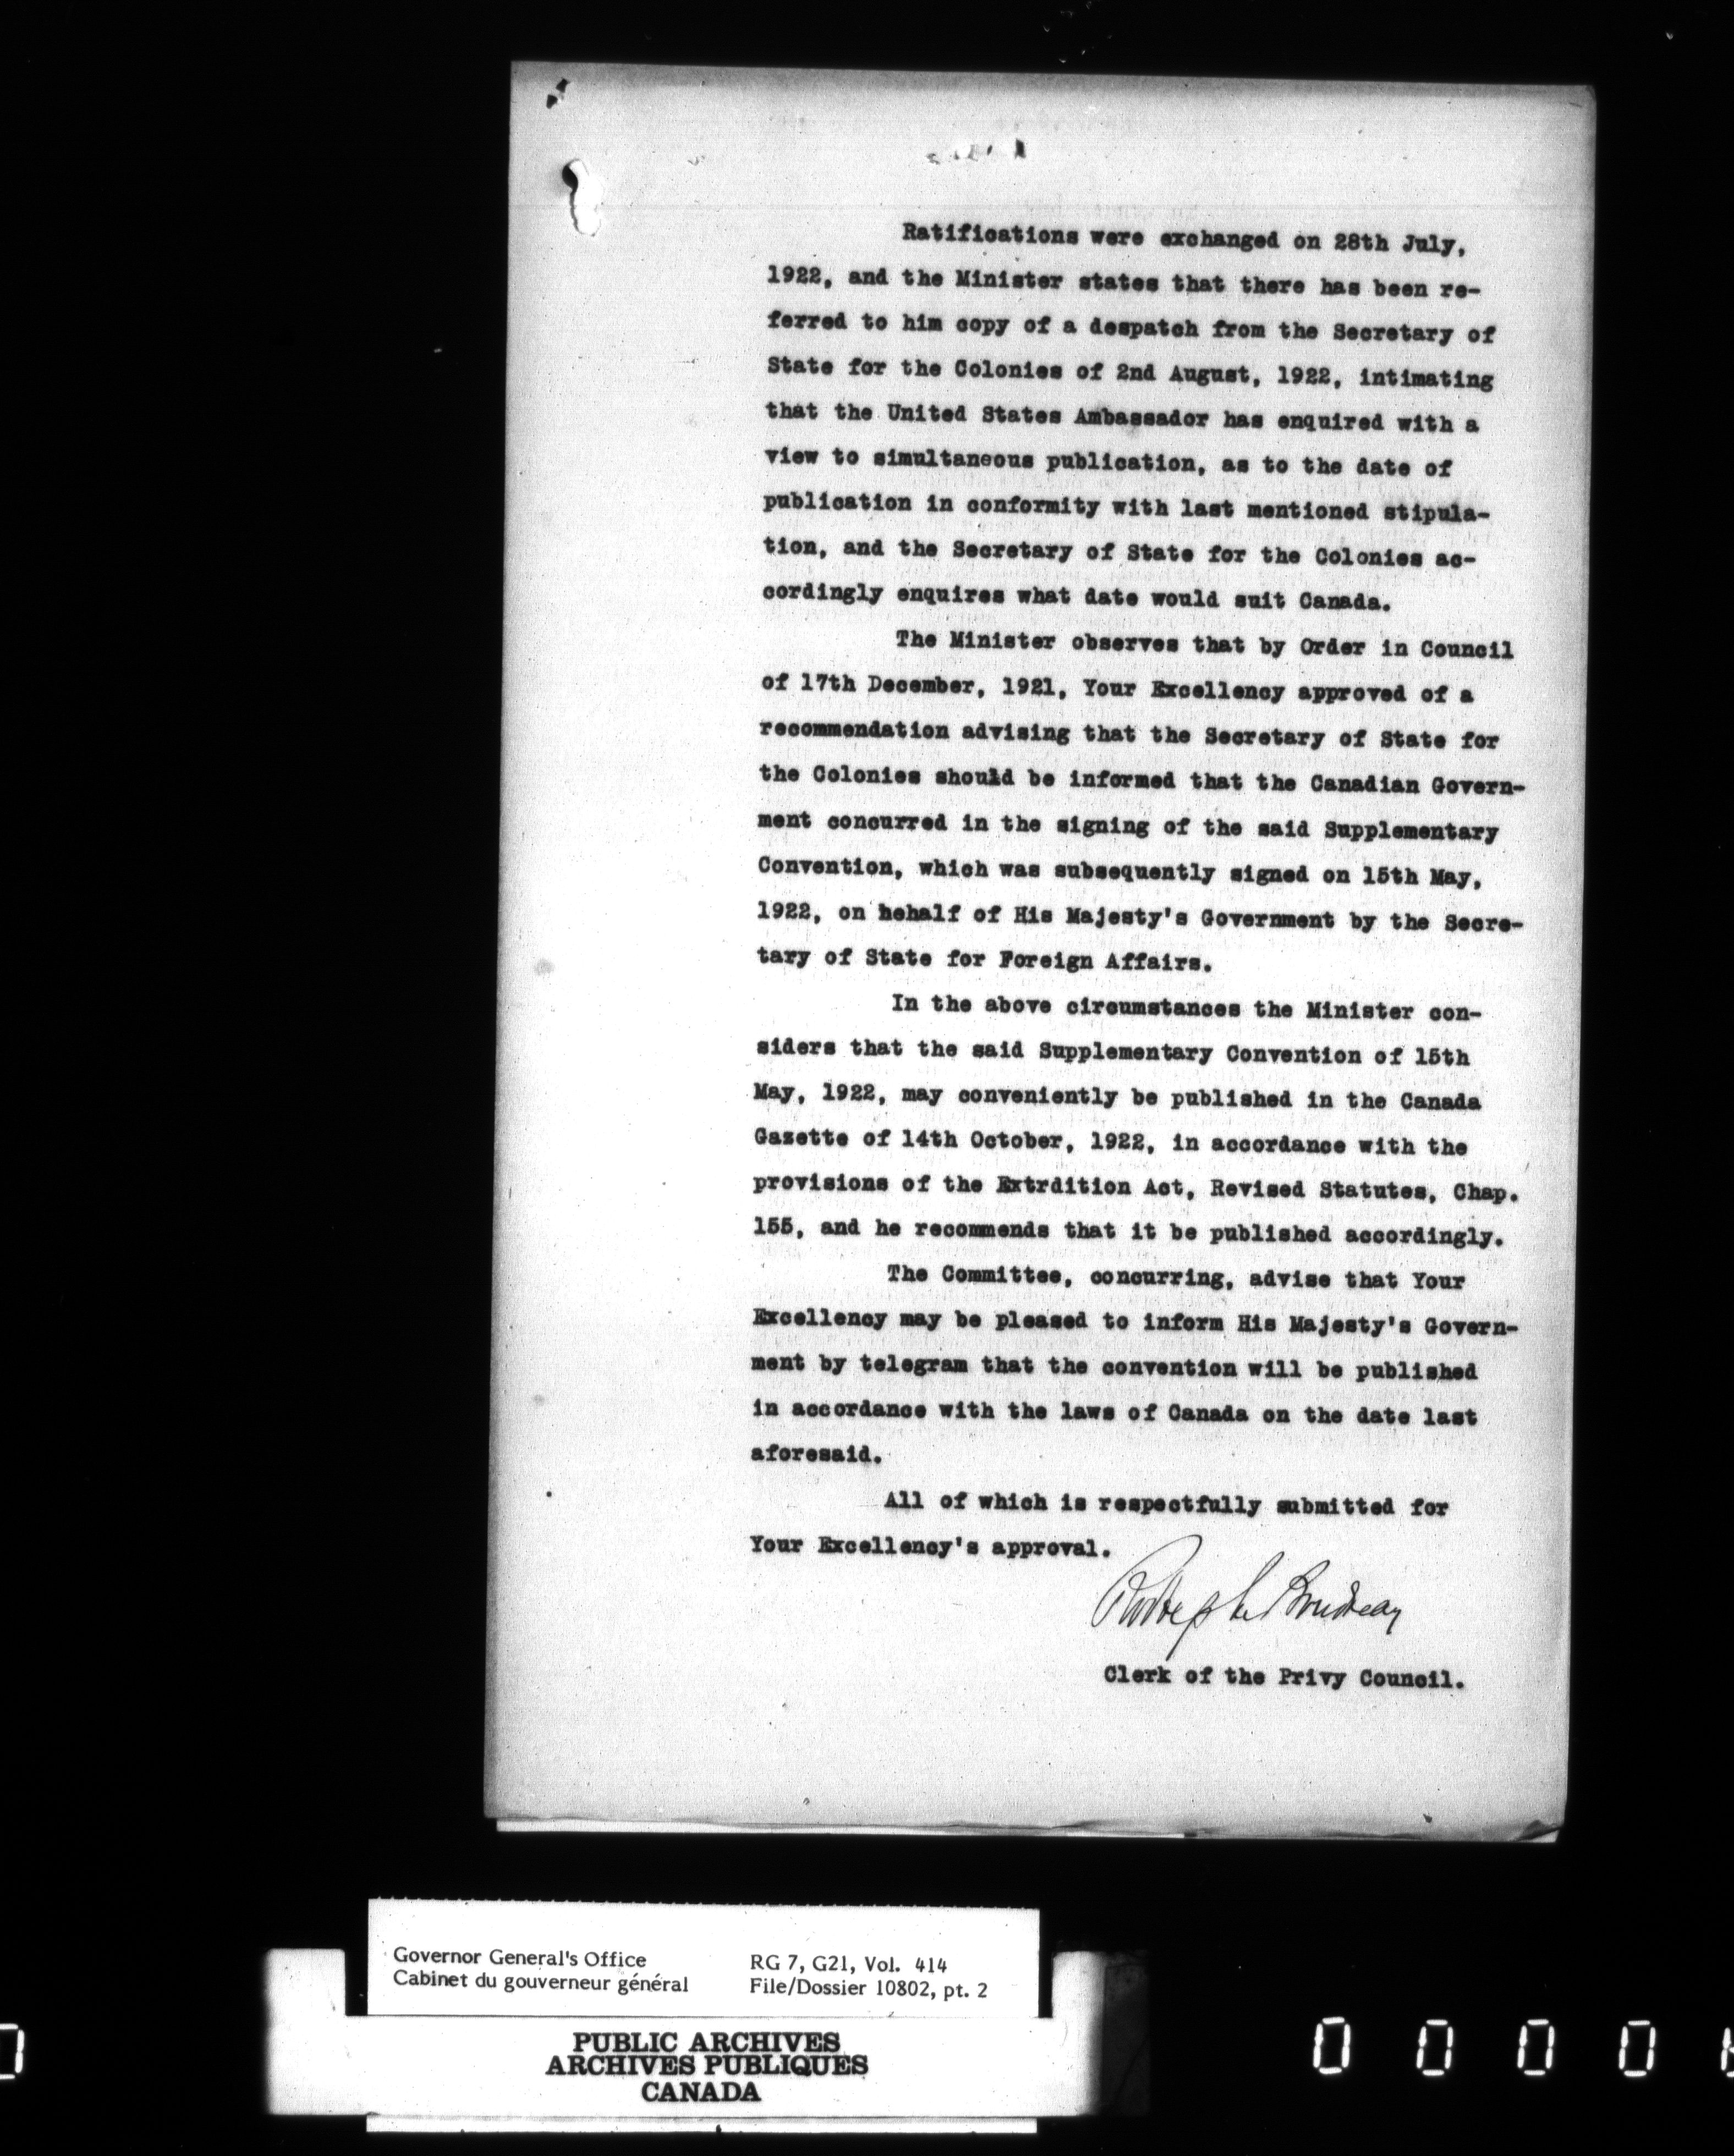 Ratifications were exchanged on 28th July,
1922, and the Minister states that there has been re-
ferred to him copy of a despatch from the Secretary of
State for the Colonies of 2nd August, 1922, intimating
that the United States Ambassador has enquired with a
view to simultaneous publication, as to the date of
publication in conformity with last mentioned stipula-
tion, and the Secretary of State for the Colonies ac-
cordingly enquires what date would suit Canada.
The Minister observes that by Order in Council
of 17th December, 1921, Your Excellency approved of a
recommendation advising that the Secretary of State for
the Colonies should be informed that the Canadian Govern-
ment concurred in the signing of the said Supplementary
Convention, which was subsequently signed on 15th May,
1922, on behalf of His Majesty's Government by the Secre-
tary of State for Foreign Affairs.
In the above circumstances the Minister con-
siders that the said Supplementary Convention of 15th
May, 1922, may conveniently be published in the Canada
Gazette of 14th October, 1922, in accordance with the
provisions of the Extrdition Act, Revised Statutes, Chap.
155, and he recommends that it be published accordingly.
The Committee, concurring, advise that Your
Excellency may be pleased to inform His Majesty's Govern-
ment by telegram that the convention will be published
in accordance with the laws of Canada on the date last
aforesaid.
All of which is respectfully submitted for
Your Excellency's approval.
Rodolphe Boudreau
Clerk of the Privy Council.
Governor General's Office
Cabinet du gouverneur général
RG 7, G21, Vol. 414
File/Dossier 10802, pt. 2
PUBLIC ARCHIVES
ARCHIVES PUBLIQUES
CANADA
0 0 0 0